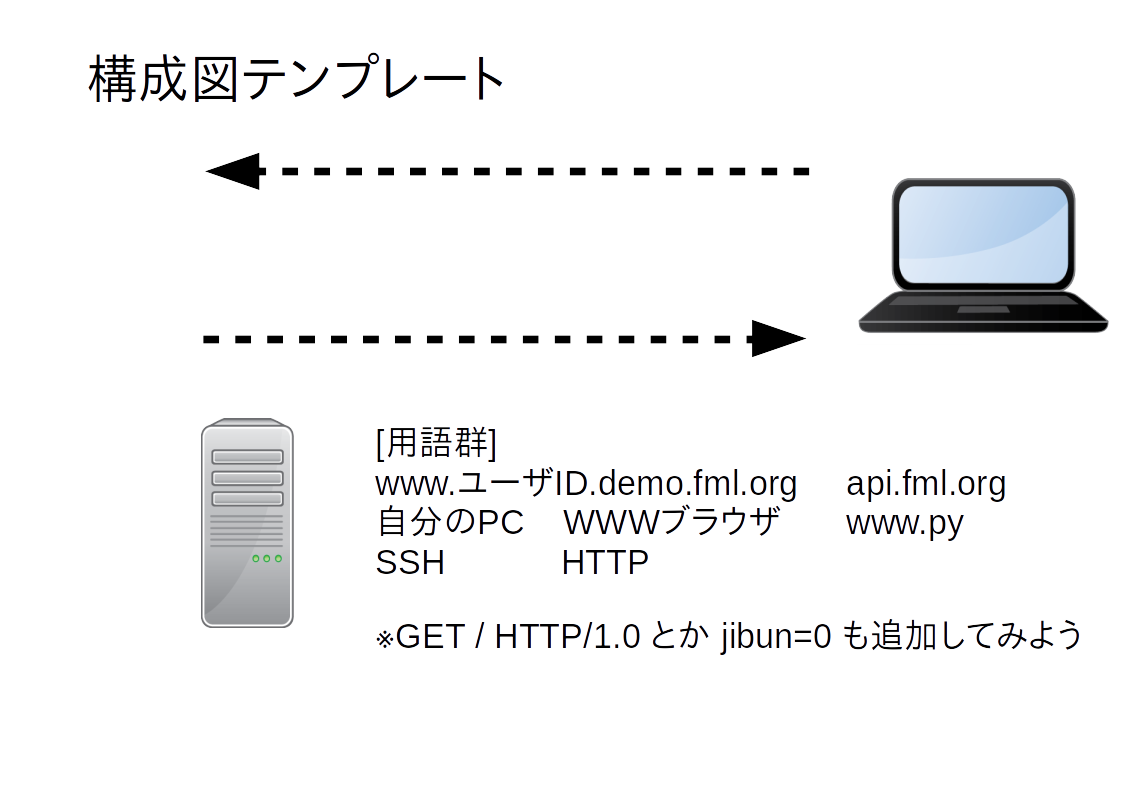 構成図テンプレート
[用語群]
www.ユーザID.demo.fml.org api.fml.org
自分のPC WWWブラウザ www.py
SSH HTTP
※GET / HTTP/1.0 とか jibun=0 も追加してみよう